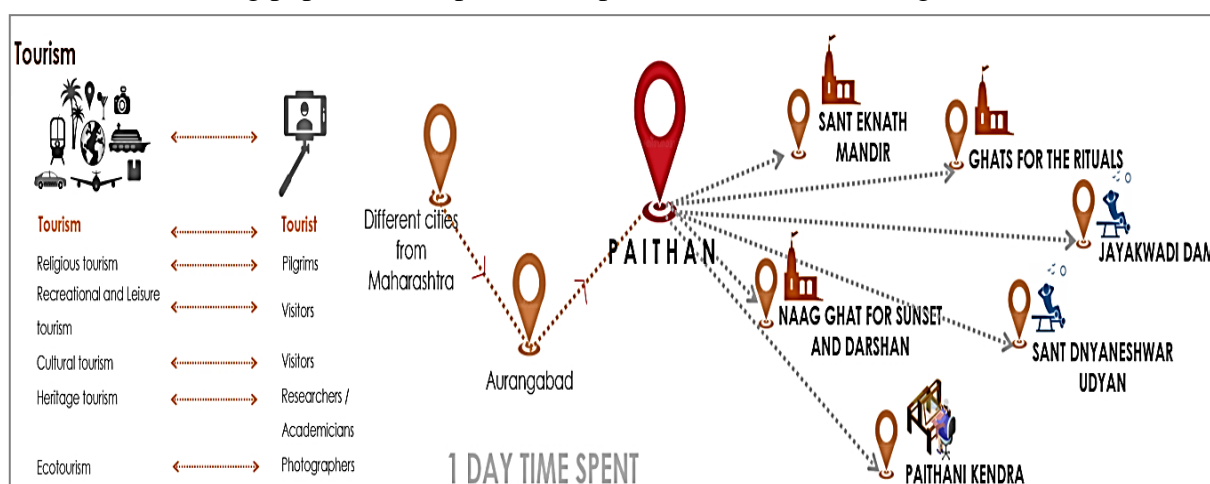 Tourism
Tourism
Tourist
Religious tourism
Pilgrims
Recreational and Leisure
tourism
Visitors
Cultural tourism
Visitors
Heritage tourism
Researchers /
Academicians
Ecotourism
Photographers
Different cities
from
Maharashtra
Aurangabad
1 DAY TIME SPENT
PAITHAN
SANT EKNATH
MANDIR
GHATS FOR THE RITUALS
JAYAKWADI DAM
NAAG GHAT FOR SUNSET
AND DARSHAN
SANT DNYANESHWAR
UDYAN
PAITHANI KENDRA